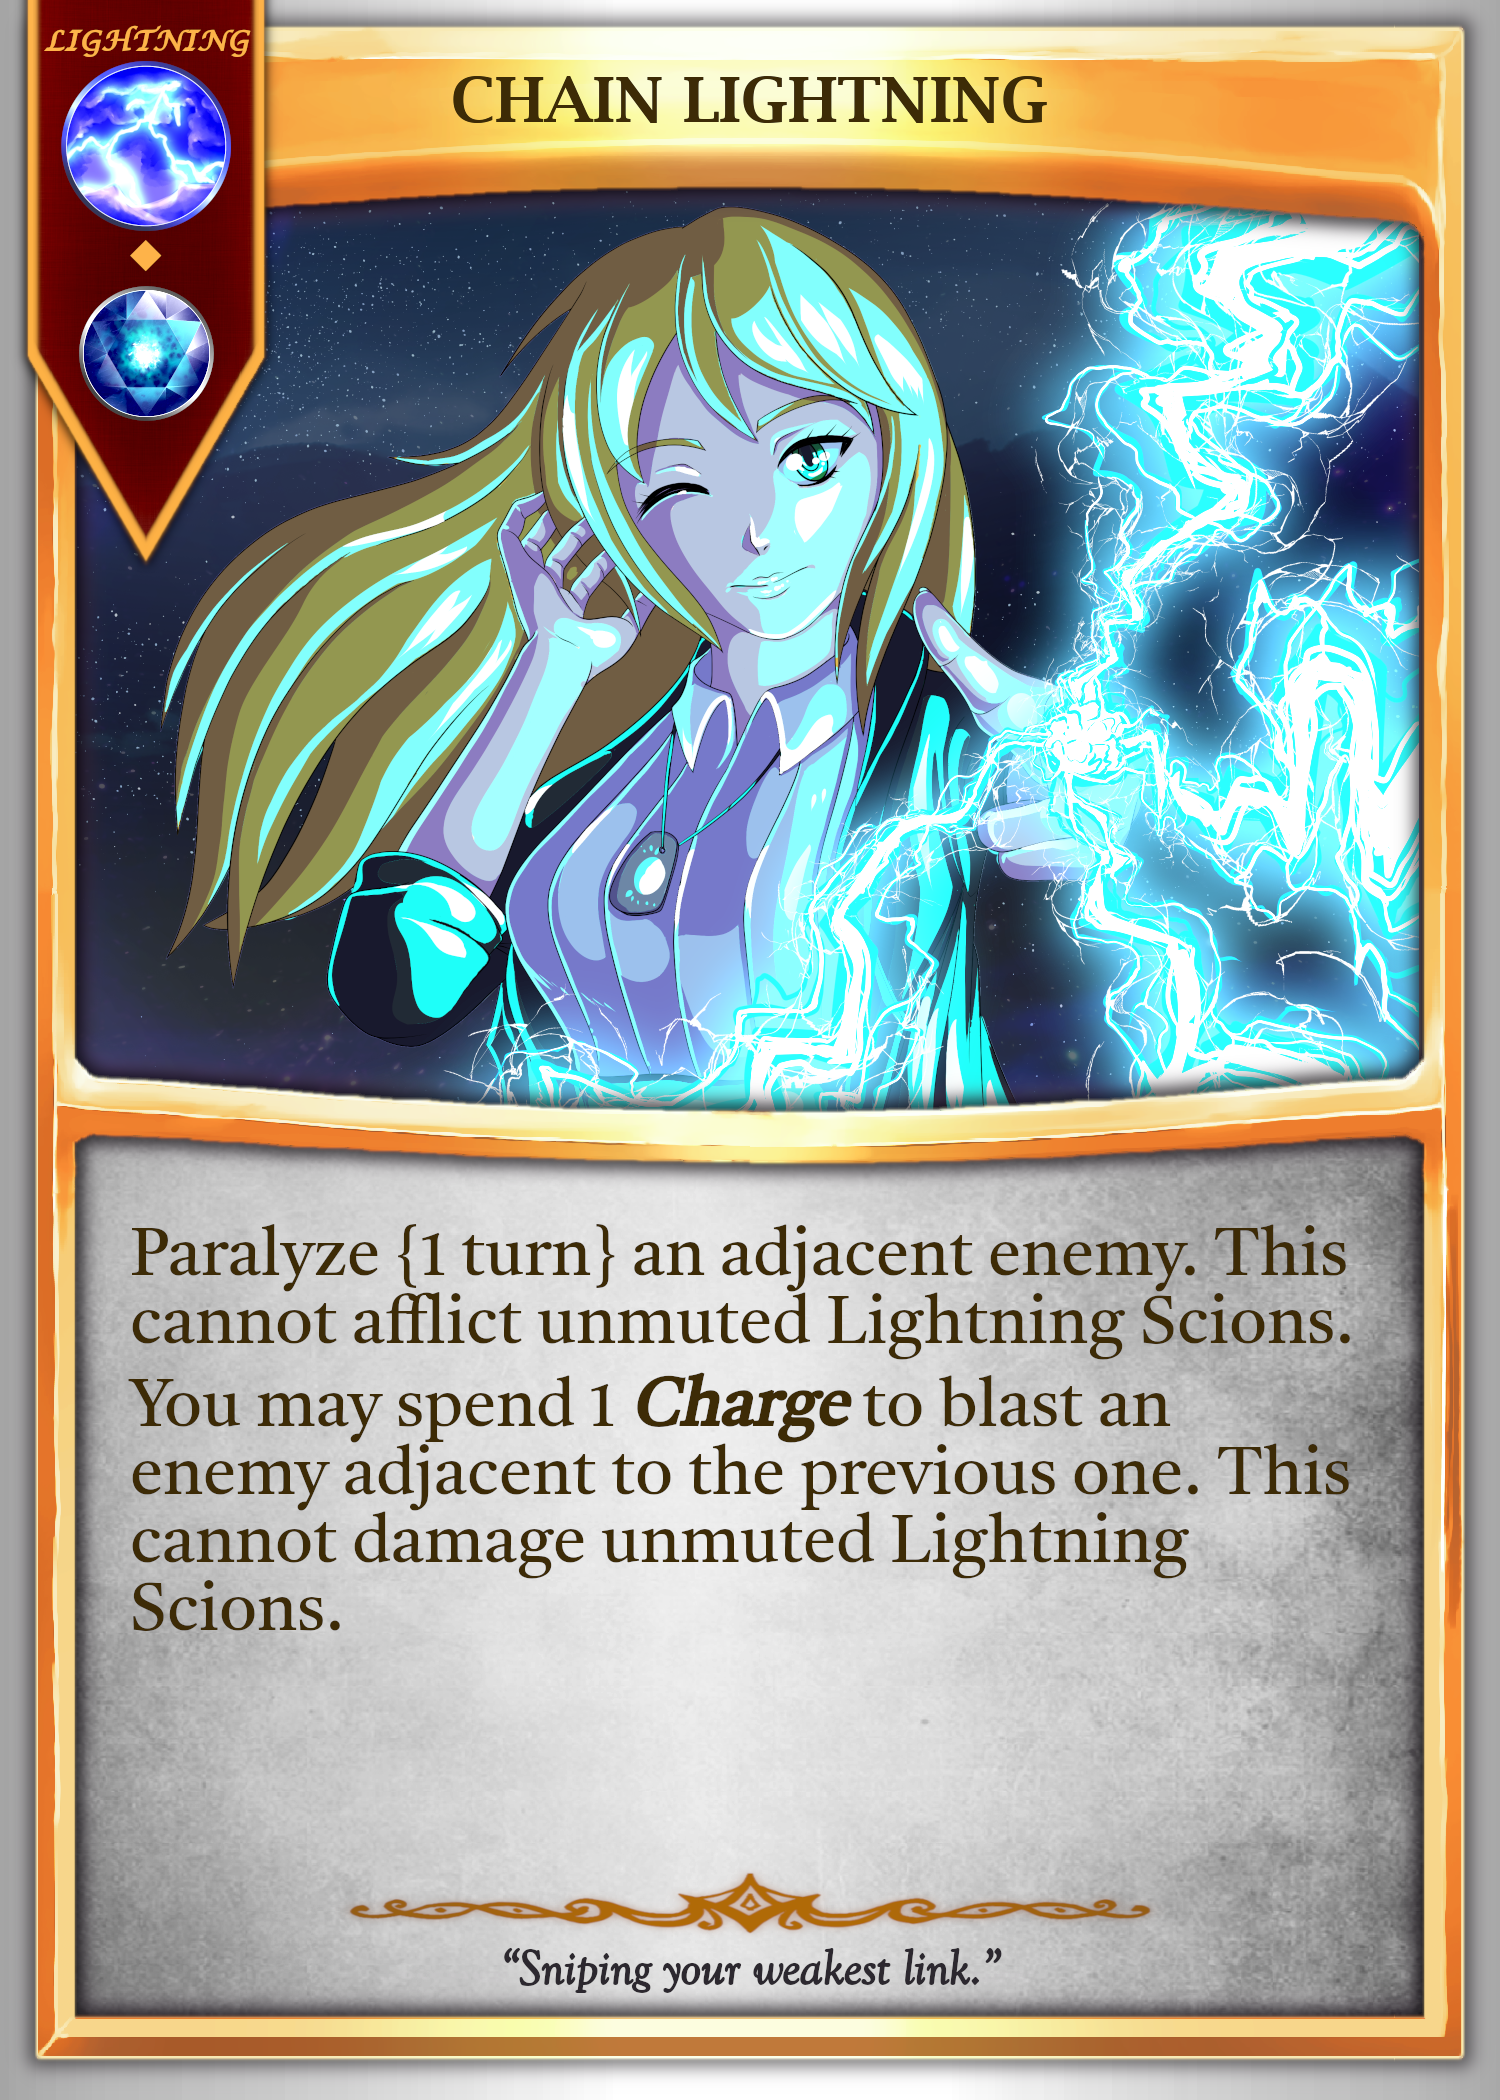 LIGHTNING
CHAIN LIGHTNING
Paralyze {1 turn} an adjacent enemy. This
cannot afflict unmuted Lightning Scions.
You may spend 1 Charge to blast an
enemy adjacent to the previous one. This
cannot damage unmuted Lightning
Scions.
“Sniping your weakest link.”